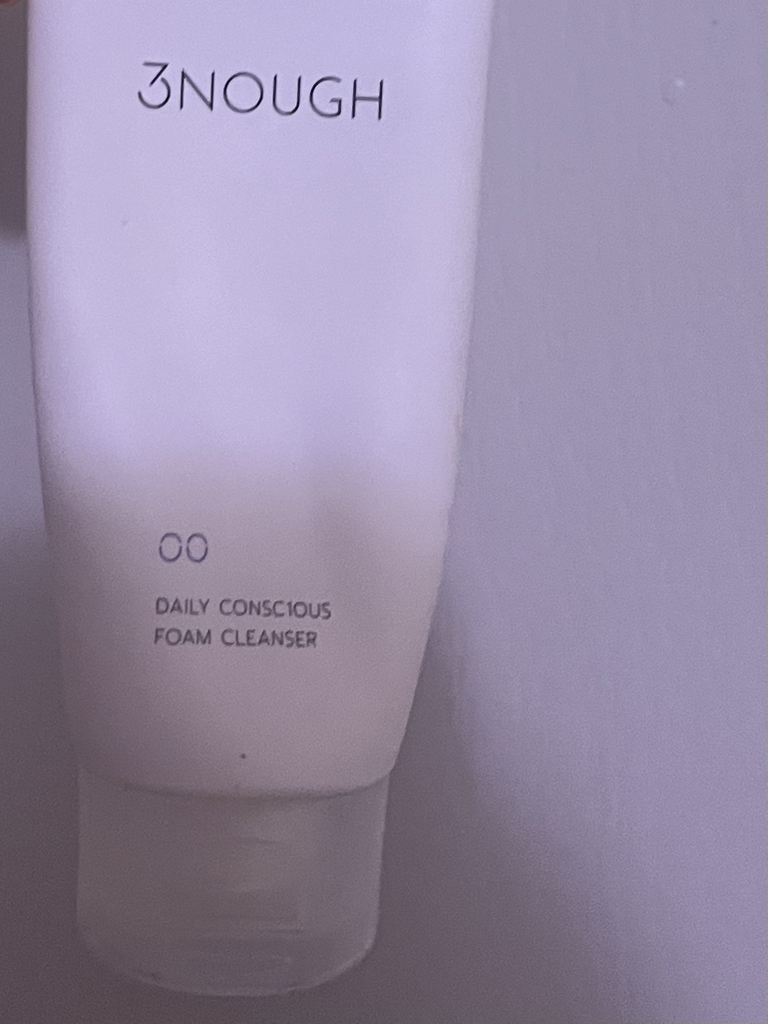 3NOUGH
00
DAILY CONSC1OUS
FOAM CLEANSER